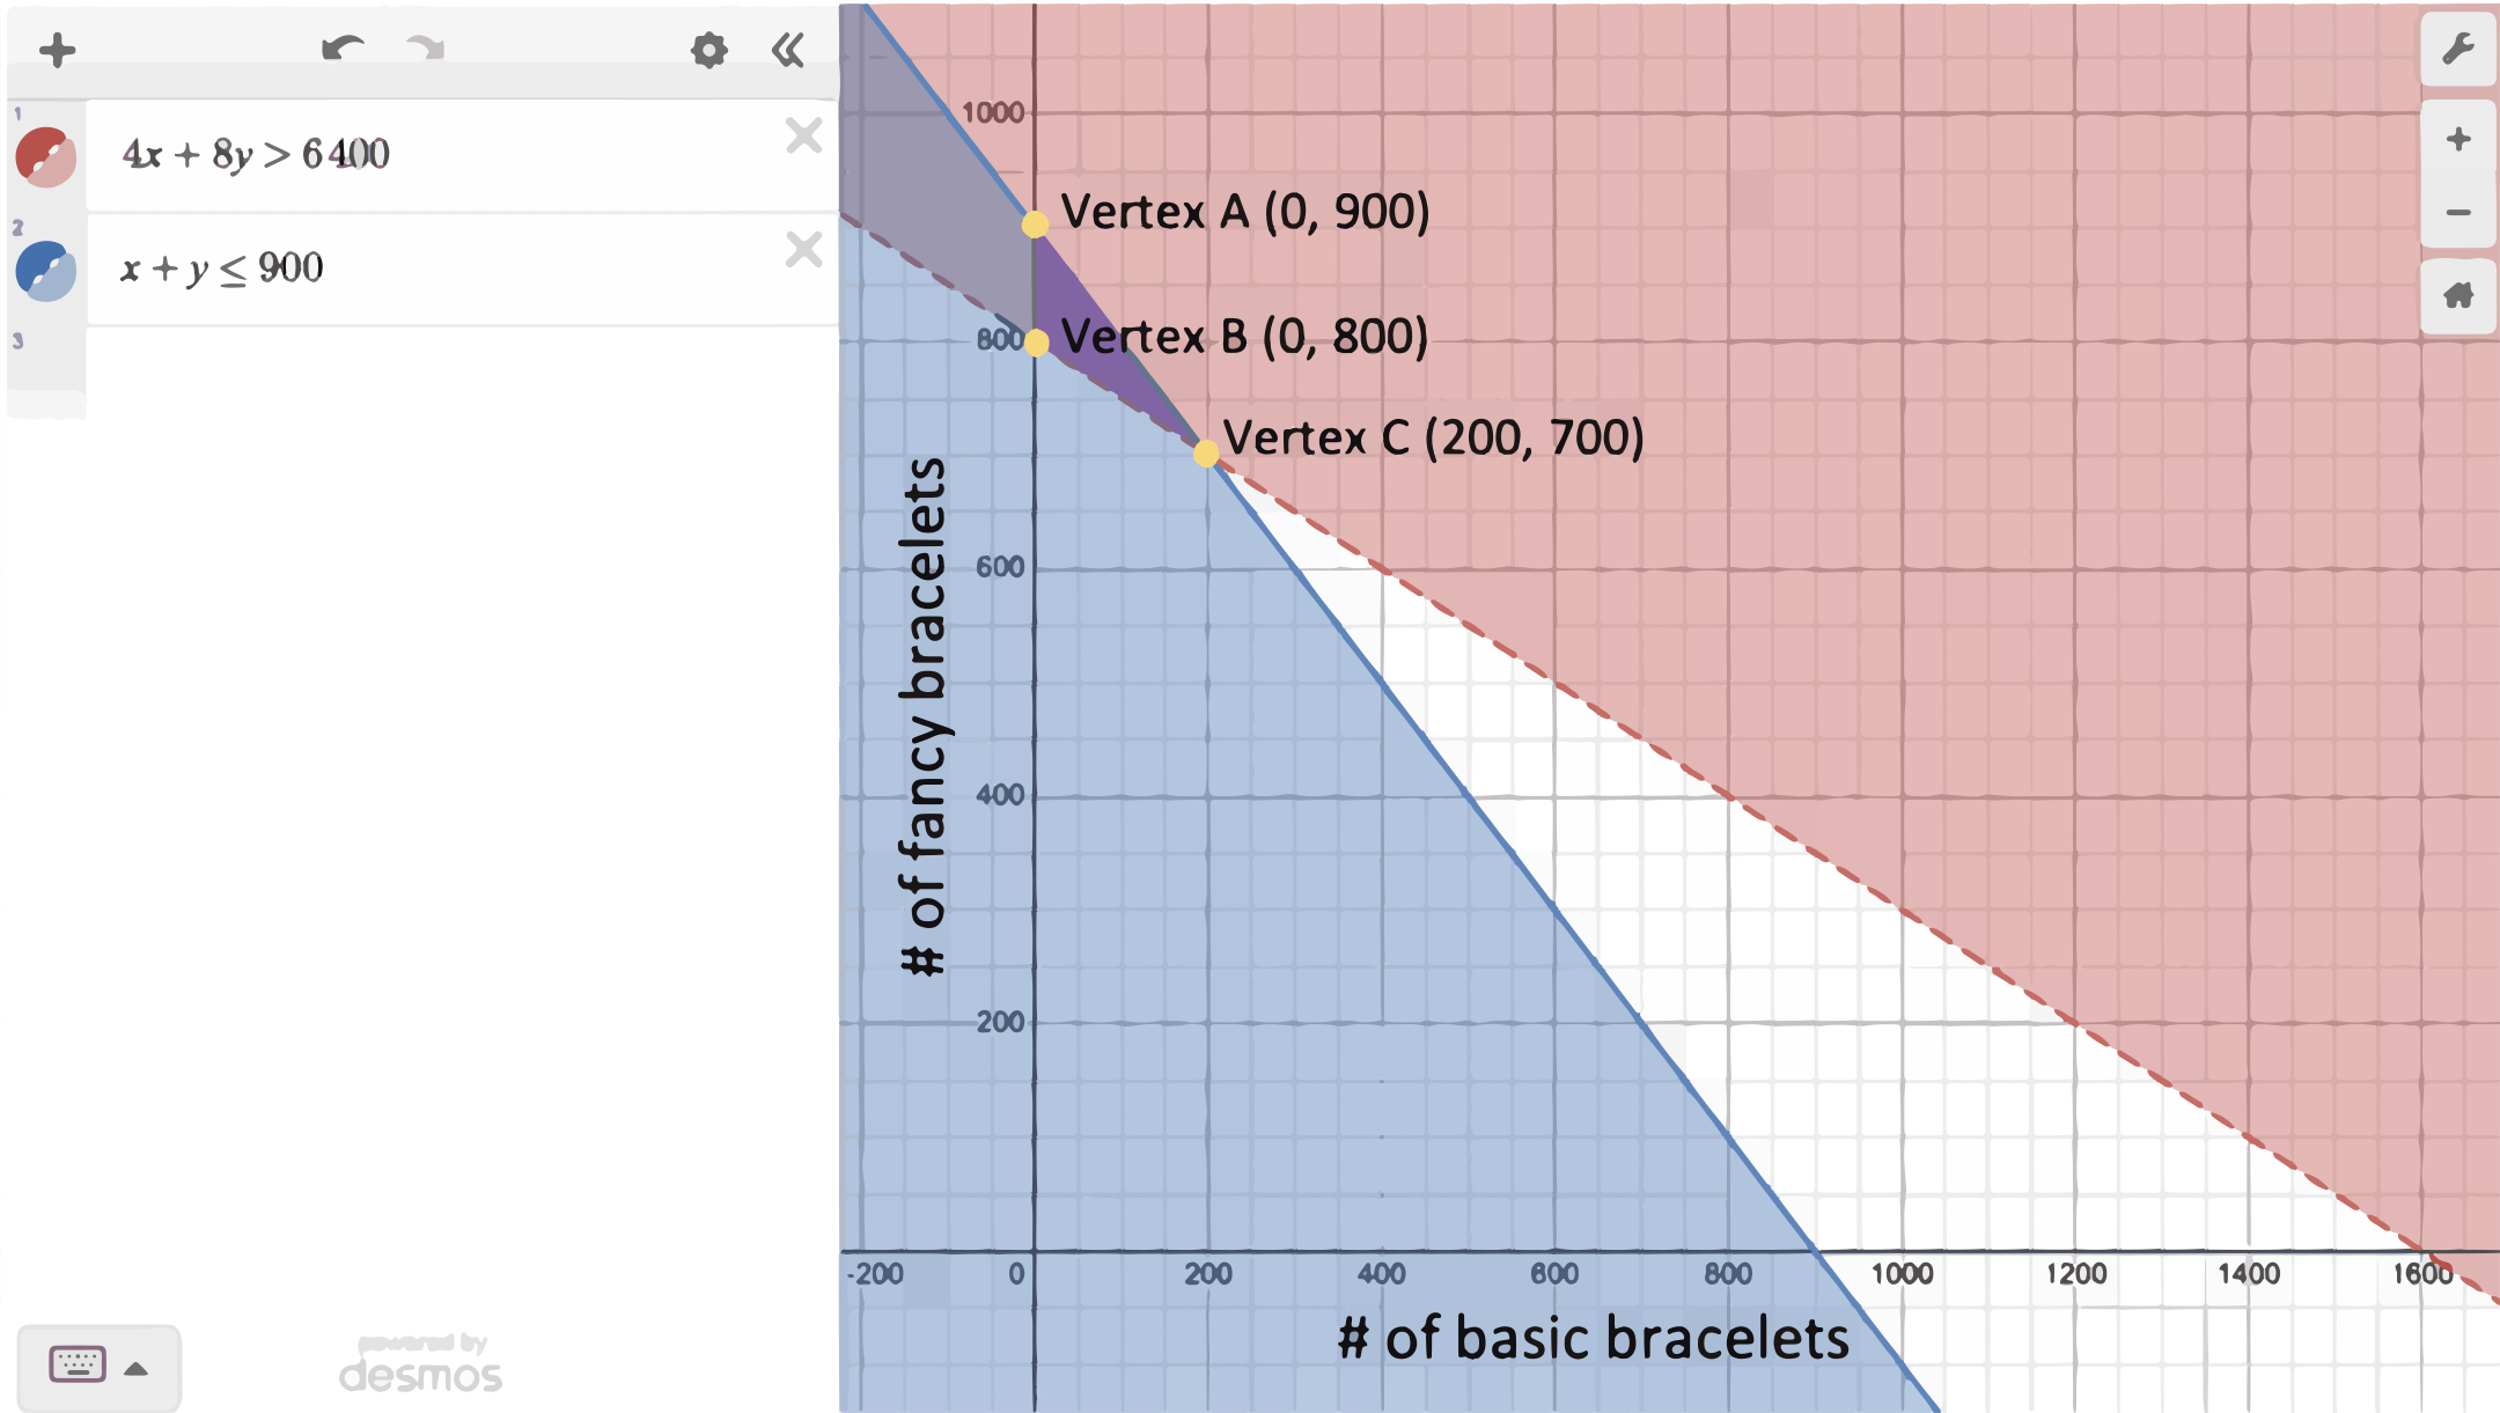 1
4x + 8y > 6400
2
x + y ≤ 900
3
by
desmos
1000
800
600
400
200
-200
0
200
400
600
800
1000
1200
1400
1600
Vertex A (0, 900)
Vertex B (0, 800)
Vertex C (200, 700)
# of fancy bracelets
# of basic bracelets